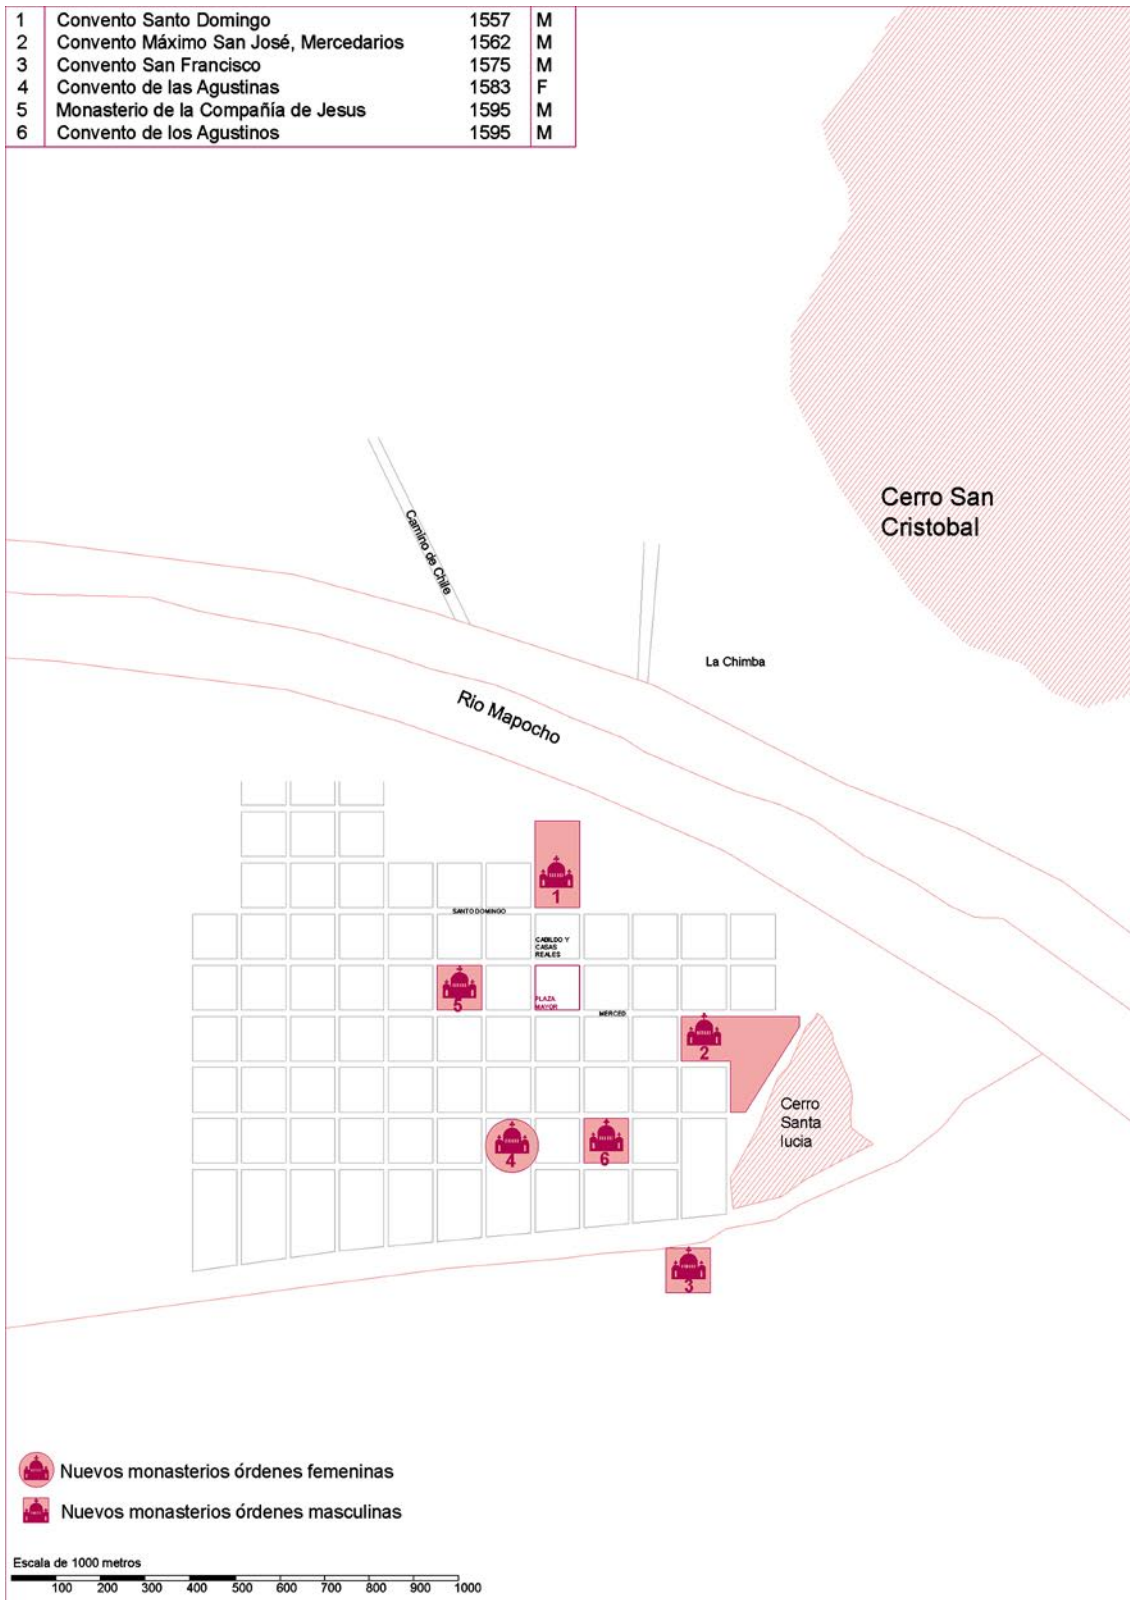 1 Convento Santo Domingo 1557 M
2 Convento Máximo San José, Mercedarios 1562 M
3 Convento San Francisco 1575 M
4 Convento de las Agustinas 1583 F
5 Monasterio de la Compañía de Jesus 1595 M
6 Convento de los Agustinos 1595 M
Cerro San
Cristobal
Camino de Chile
La Chimba
Rio Mapocho
1
SANTO DOMINGO
CABILDO Y
CASAS
REALES
5
PLAZA
MAYOR
MERCED
2
Cerro
Santa
lucia
4
6
3
Nuevos monasterios órdenes femeninas
Nuevos monasterios órdenes masculinas
Escala de 1000 metros
100 200 300 400 500 600 700 800 900 1000